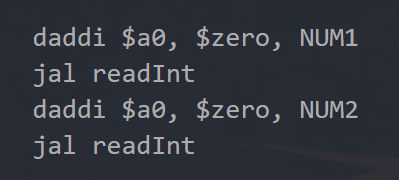 daddi $a0, $zero, NUM1
jal readInt
daddi $a0, $zero, NUM2
jal readInt